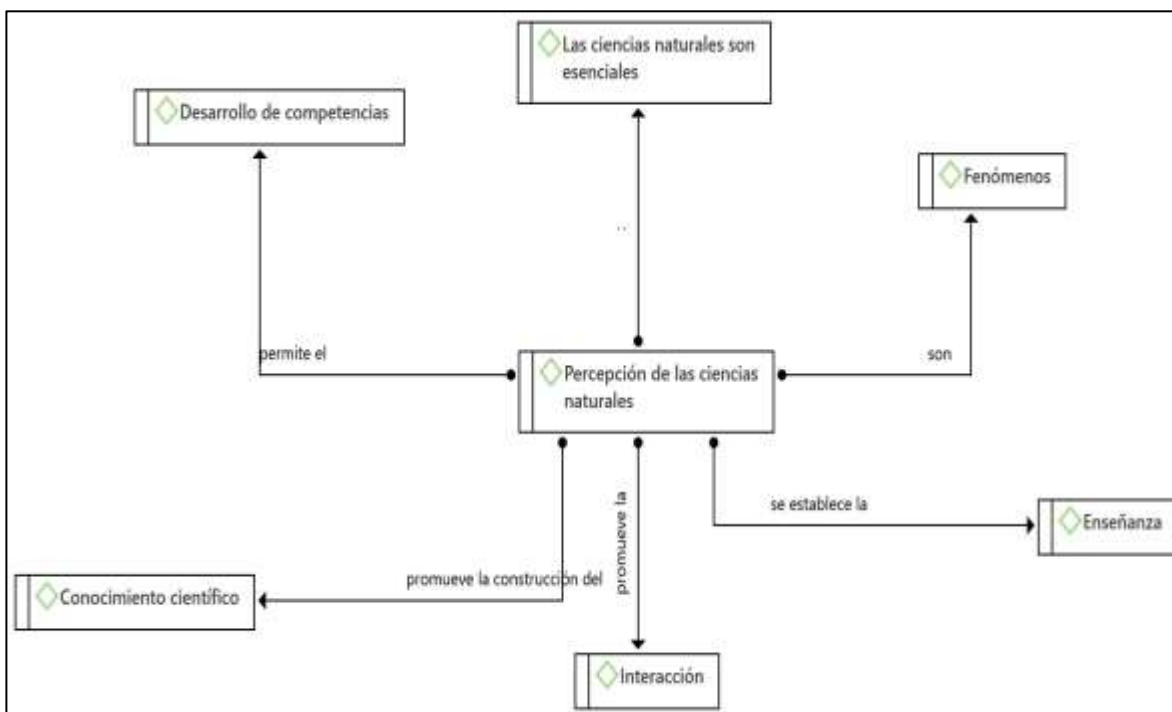 Las ciencias naturales son
esenciales
Desarrollo de competencias
Fenómenos
..
permite el
son
Percepción de las ciencias
naturales
promueve la
se establece la
Enseñanza
promueve la construcción del
Conocimiento científico
Interacción